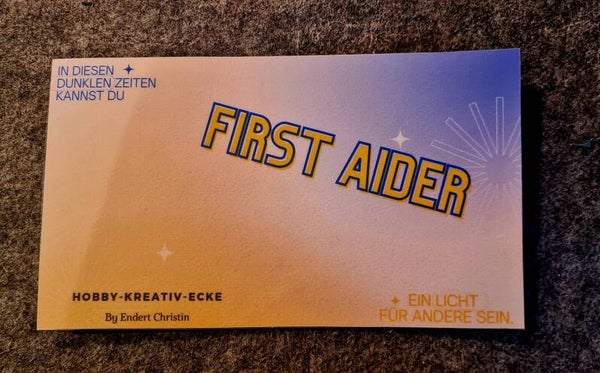 IN DIESEN
DUNKLEN ZEITEN
KANNST DU
FIRST AIDER
HOBBY-KREATIV-ECKE
By Endert Christin
EIN LICHT
FÜR ANDERE SEIN.